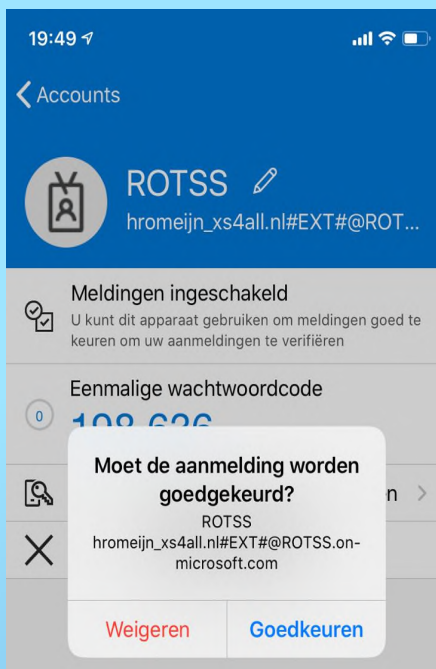 19:49
Accounts
ROTSS
hromeijn_xs4all.nl#EXT#@ROT...
Meldingen ingeschakeld
U kunt dit apparaat gebruiken om meldingen goed te
keuren om uw aanmeldingen te verifiëren
Eenmalige wachtwoordcode
0
198 626
Moet de aanmelding worden
goedgekeurd?
ROTSS
hromeijn_xs4all.nl#EXT#@ROTSS.on-
microsoft.com
Weigeren
Goedkeuren